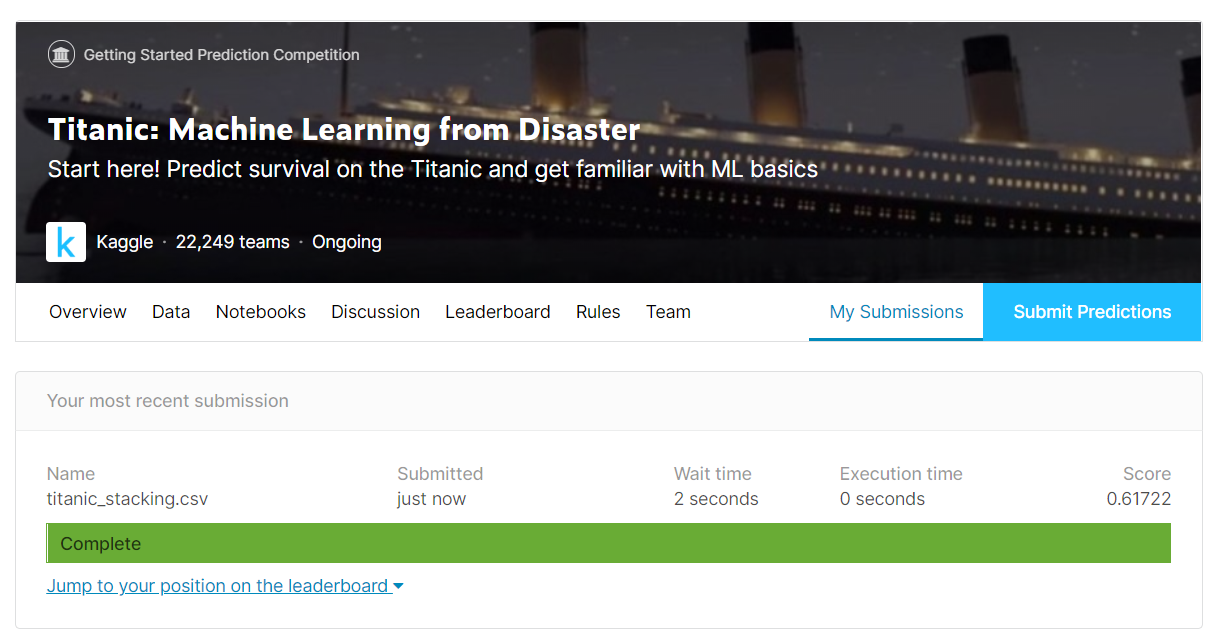 Getting Started Prediction Competition
Titanic: Machine Learning from Disaster
Start here! Predict survival on the Titanic and get familiar with ML basics
k Kaggle · 22,249 teams · Ongoing
Overview Data Notebooks Discussion Leaderboard Rules Team My Submissions Submit Predictions
Your most recent submission
Name Submitted Wait time Execution time Score
titanic_stacking.csv just now 2 seconds 0 seconds 0.61722
Complete
Jump to your position on the leaderboard